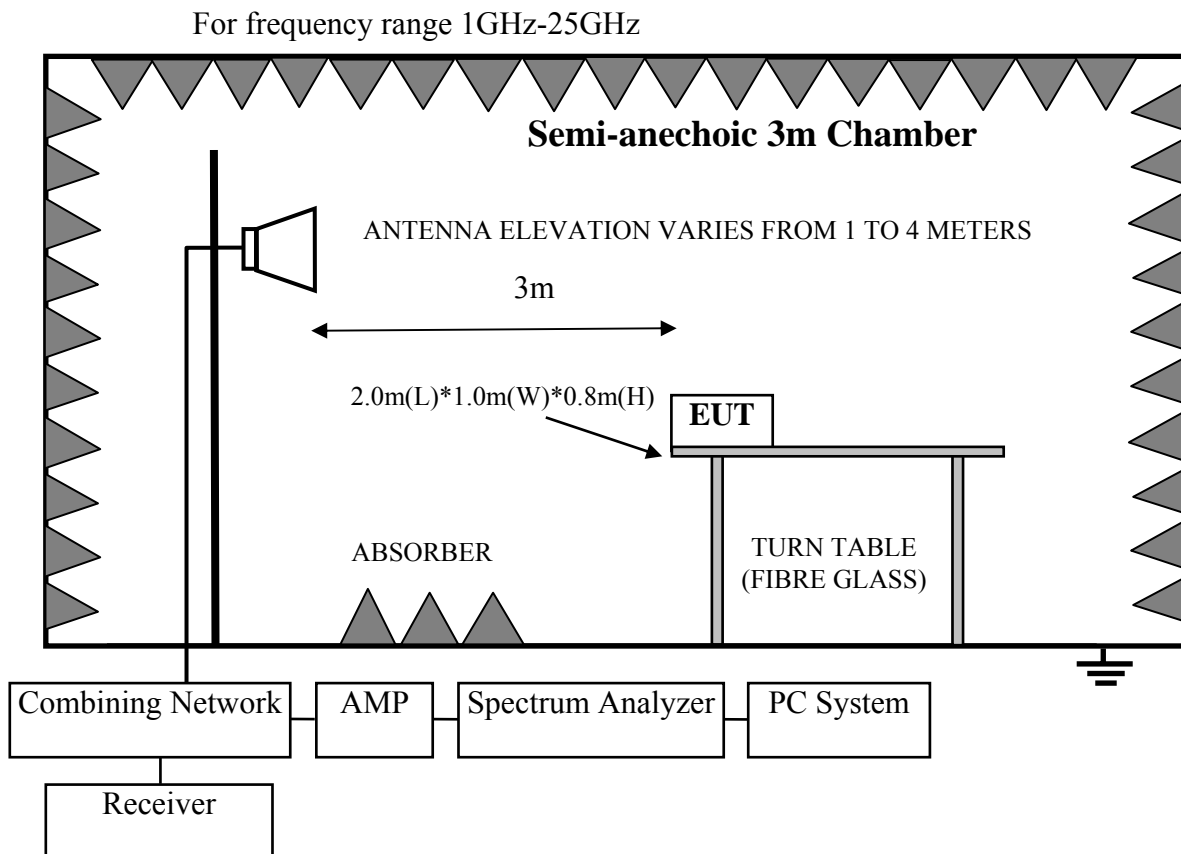 For frequency range 1GHz-25GHz
Semi-anechoic 3m Chamber
ANTENNA ELEVATION VARIES FROM 1 TO 4 METERS
3m
2.0m(L)*1.0m(W)*0.8m(H)
EUT
ABSORBER
TURN TABLE
(FIBRE GLASS)
Combining Network
AMP
Spectrum Analyzer
PC System
Receiver